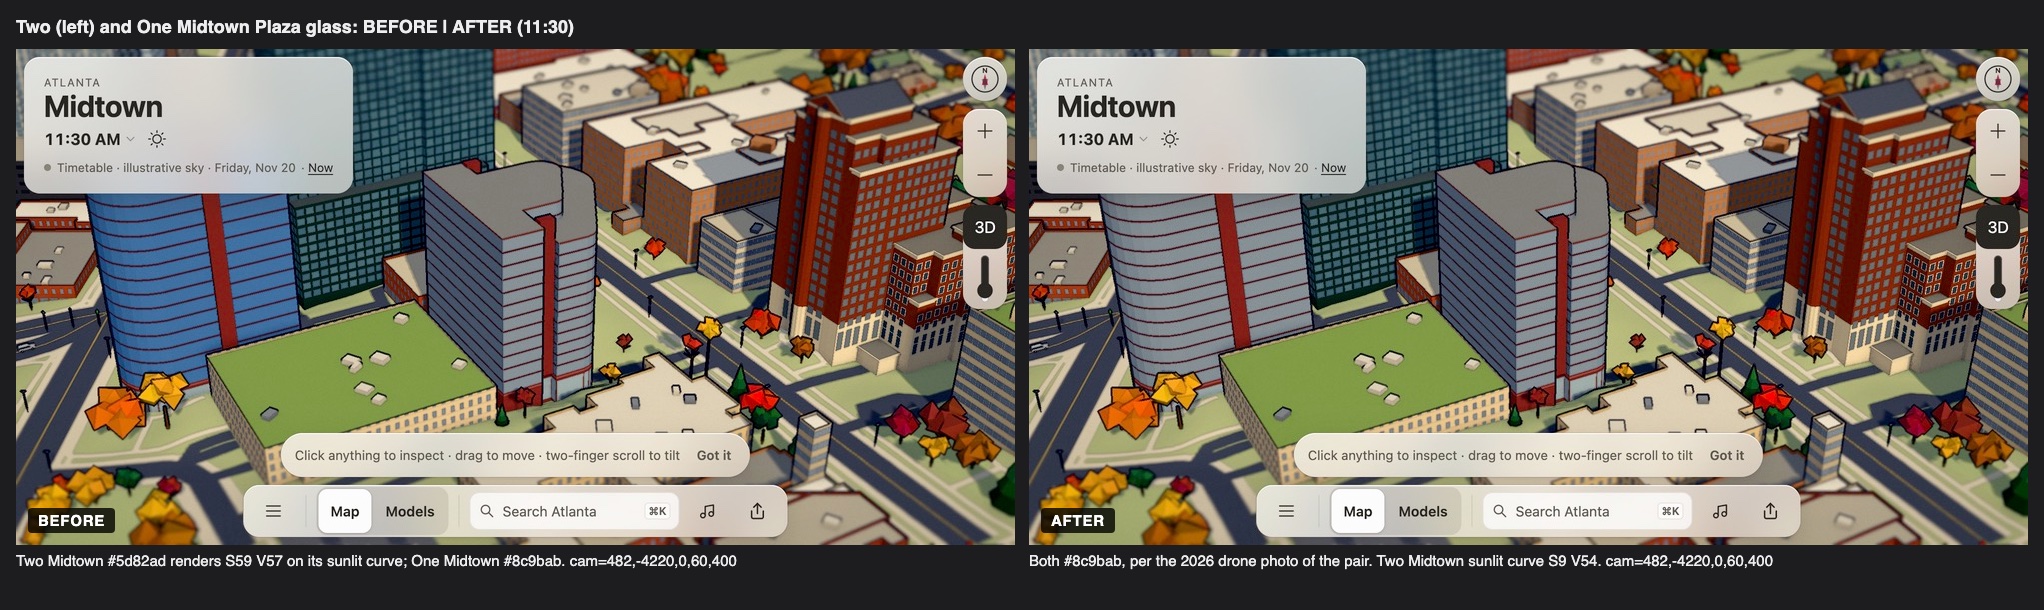 Two (left) and One Midtown Plaza glass: BEFORE | AFTER (11:30)
ATLANTA
Midtown
11:30 AM
Timetable · illustrative sky · Friday, Nov 20 · Now
N
+
−
3D
Click anything to inspect · drag to move · two-finger scroll to tilt Got it
Map Models Search Atlanta ⌘K
BEFORE
Two Midtown #5d82ad renders S59 V57 on its sunlit curve; One Midtown #8c9bab. cam=482,-4220,0,60,400
ATLANTA
Midtown
11:30 AM
Timetable · illustrative sky · Friday, Nov 20 · Now
N
+
−
3D
Click anything to inspect · drag to move · two-finger scroll to tilt Got it
Map Models Search Atlanta ⌘K
AFTER
Both #8c9bab, per the 2026 drone photo of the pair. Two Midtown sunlit curve S9 V54. cam=482,-4220,0,60,400